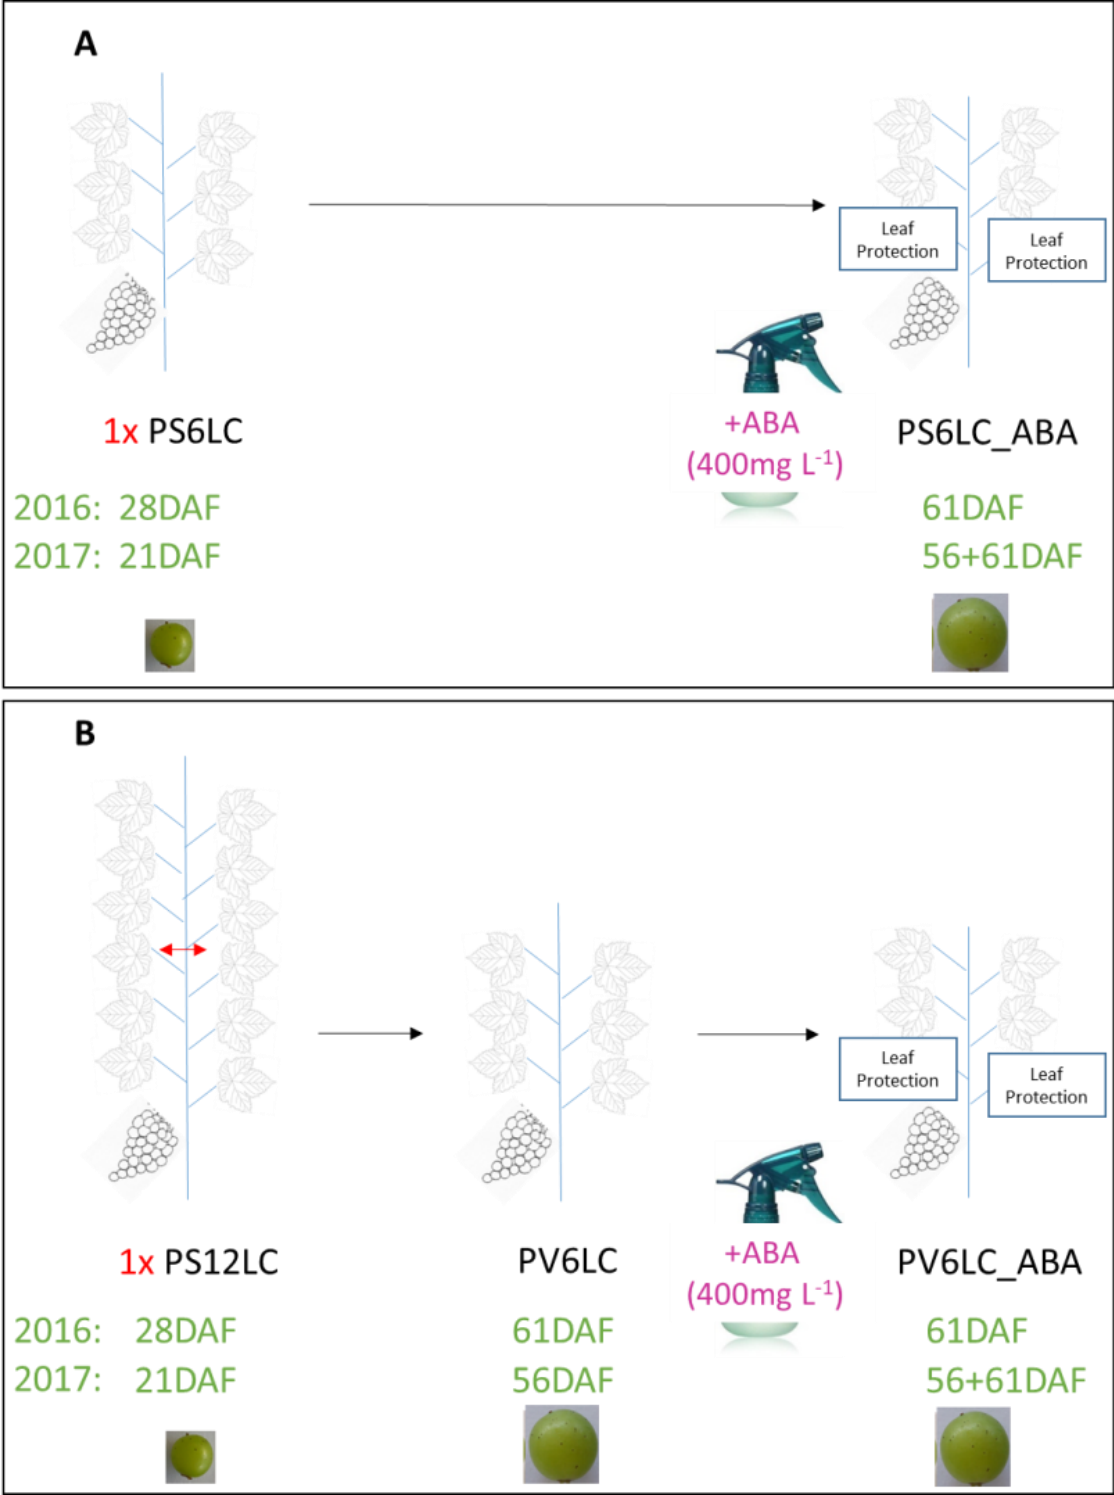 A
Leaf
Protection
Leaf
Protection
1x PS6LC
+ABA
(400mg L⁻¹)
PS6LC_ABA
2016: 28DAF
61DAF
2017: 21DAF
56+61DAF
B
Leaf
Protection
Leaf
Protection
1x PS12LC
PV6LC
+ABA
(400mg L⁻¹)
PV6LC_ABA
2016: 28DAF
61DAF
61DAF
2017: 21DAF
56DAF
56+61DAF